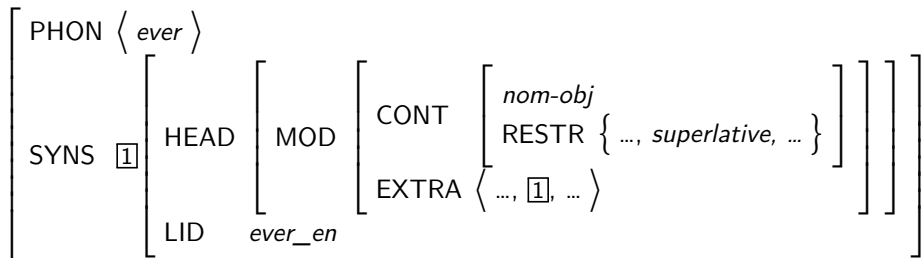 PHON ⟨ ever ⟩
SYNS 1 HEAD MOD CONT nom-obj
RESTR { ..., superlative, ... }
EXTRA ⟨ ..., 1, ... ⟩
LID ever_en